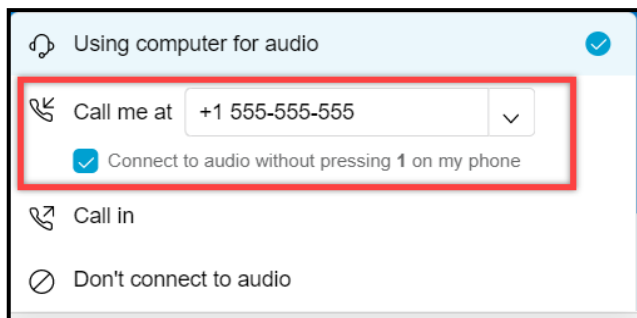 Using computer for audio
Call me at +1 555-555-555
Connect to audio without pressing 1 on my phone
Call in
Don't connect to audio